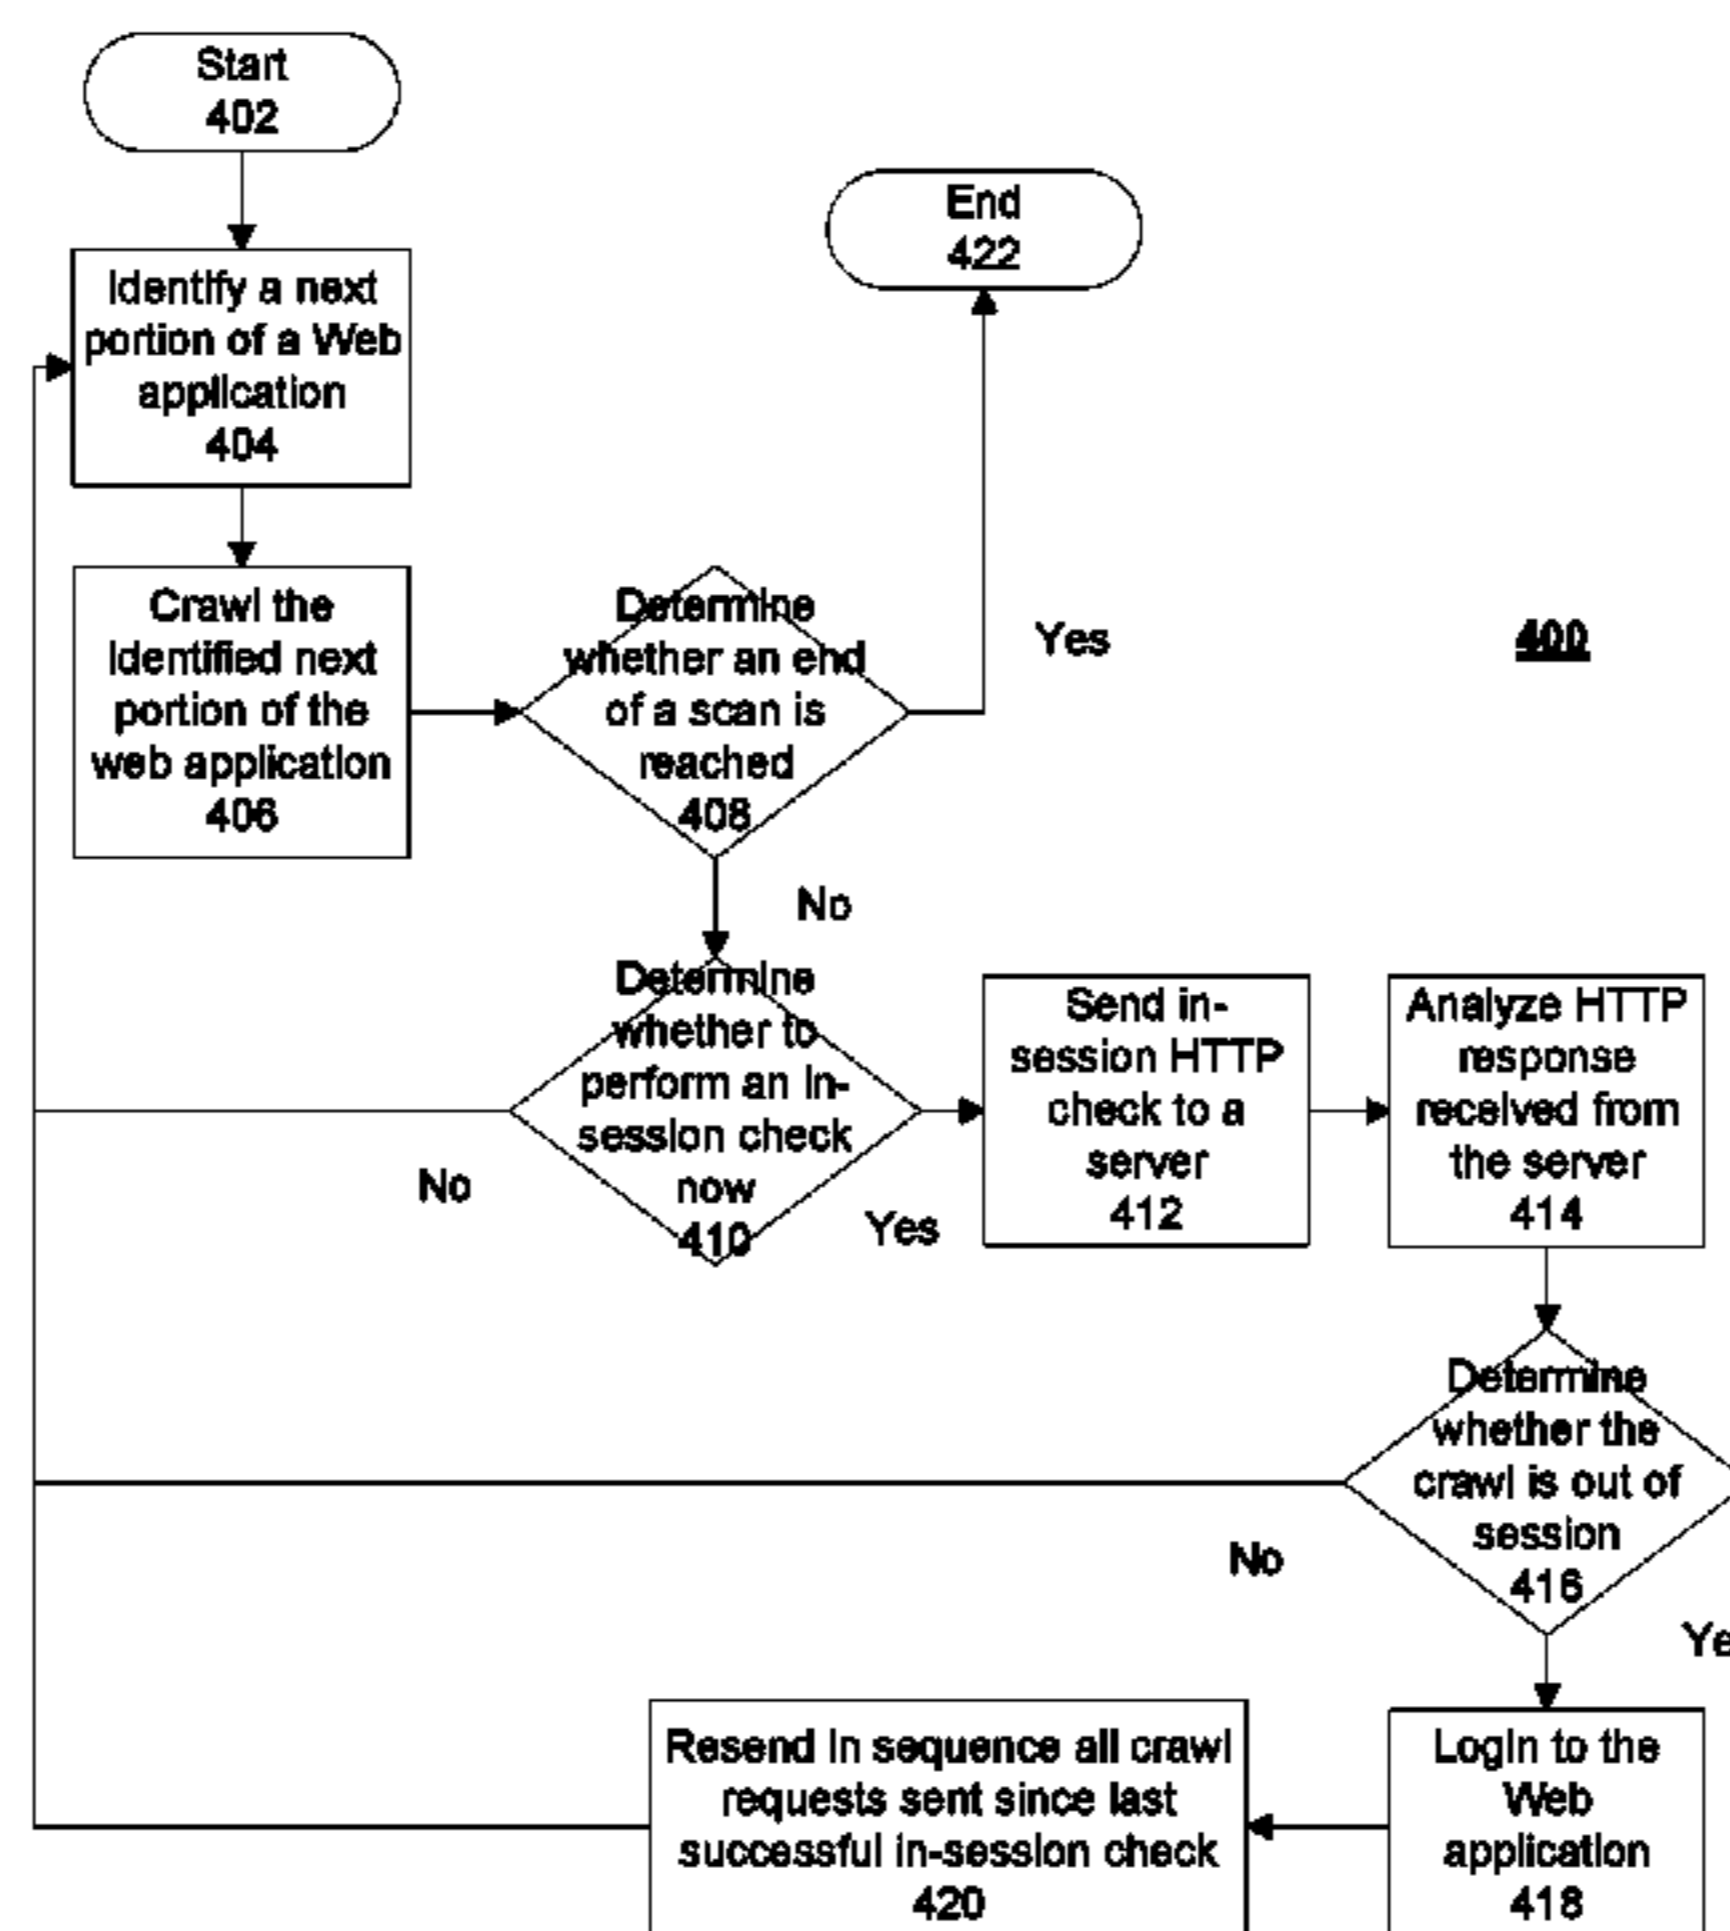 Start
402
End
422
Identify a next
portion of a Web
application
404
Crawl the
identified next
portion of the
web application
406
Determine
whether an end
of a scan is
reached
408
Yes
400
No
Determine
whether to
perform an in-
session check
now
410
No
Yes
Send in-
session HTTP
check to a
server
412
Analyze HTTP
response
received from
the server
414
Determine
whether the
crawl is out of
session
416
No
Ye
Login to the
Web
application
418
Resend in sequence all crawl
requests sent since last
successful in-session check
420